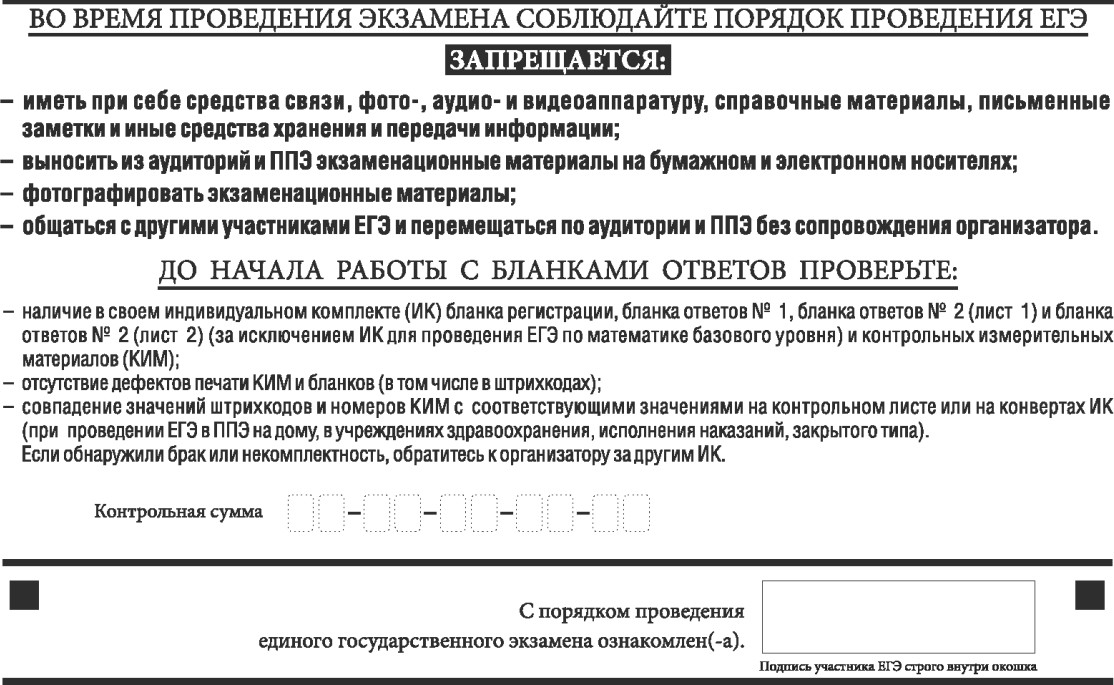 ВО ВРЕМЯ ПРОВЕДЕНИЯ ЭКЗАМЕНА СОБЛЮДАЙТЕ ПОРЯДОК ПРОВЕДЕНИЯ ЕГЭ
ЗАПРЕЩАЕТСЯ:
– иметь при себе средства связи, фото-, аудио- и видеоаппаратуру, справочные материалы, письменные
заметки и иные средства хранения и передачи информации;
– выносить из аудиторий и ППЭ экзаменационные материалы на бумажном и электронном носителях;
– фотографировать экзаменационные материалы;
– общаться с другими участниками ЕГЭ и перемещаться по аудитории и ППЭ без сопровождения организатора.
ДО НАЧАЛА РАБОТЫ С БЛАНКАМИ ОТВЕТОВ ПРОВЕРЬТЕ:
– наличие в своем индивидуальном комплекте (ИК) бланка регистрации, бланка ответов № 1, бланка ответов № 2 (лист 1) и бланка
ответов № 2 (лист 2) (за исключением ИК для проведения ЕГЭ по математике базового уровня) и контрольных измерительных
материалов (КИМ);
– отсутствие дефектов печати КИМ и бланков (в том числе в штрихкодах);
– совпадение значений штрихкодов и номеров КИМ с соответствующими значениями на контрольном листе или на конвертах ИК
(при проведении ЕГЭ в ППЭ на дому, в учреждениях здравоохранения, исполнения наказаний, закрытого типа).
Если обнаружили брак или некомплектность, обратитесь к организатору за другим ИК.
Контрольная сумма – – – –
С порядком проведения
единого государственного экзамена ознакомлен(-а).
Подпись участника ЕГЭ строго внутри окошка